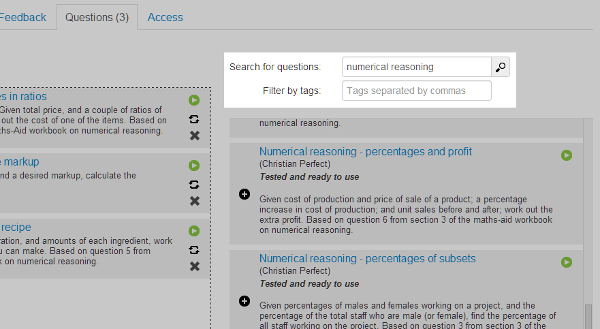 Feedback
Questions (3)
Access
Search for questions:
numerical reasoning
Filter by tags:
Tags separated by commas
es in ratios
Given total price, and a couple of ratios of
out the cost of one of the items. Based on
ths-Aid workbook on numerical reasoning.
e markup
nd a desired markup, calculate the
recipe
ration, and amounts of each ingredient, work
u can make. Based on question 5 from
k on numerical reasoning
numerical reasoning.
Numerical reasoning - percentages and profit
(Christian Perfect)
Tested and ready to use
Given cost of production and price of sale of a product; a percentage
increase in cost of production; and unit sales before and after, work out the
extra profit. Based on question 6 from section 3 of the maths-aid workbook
on numerical reasoning.
Numerical reasoning - percentages of subsets
(Christian Perfect)
Tested and ready to use
Given percentages of males and females working on a project, and the
percentage of the total staff who are male (or female), find the percentage of
all staff working on the project. Based on question 3 from section 3 of the